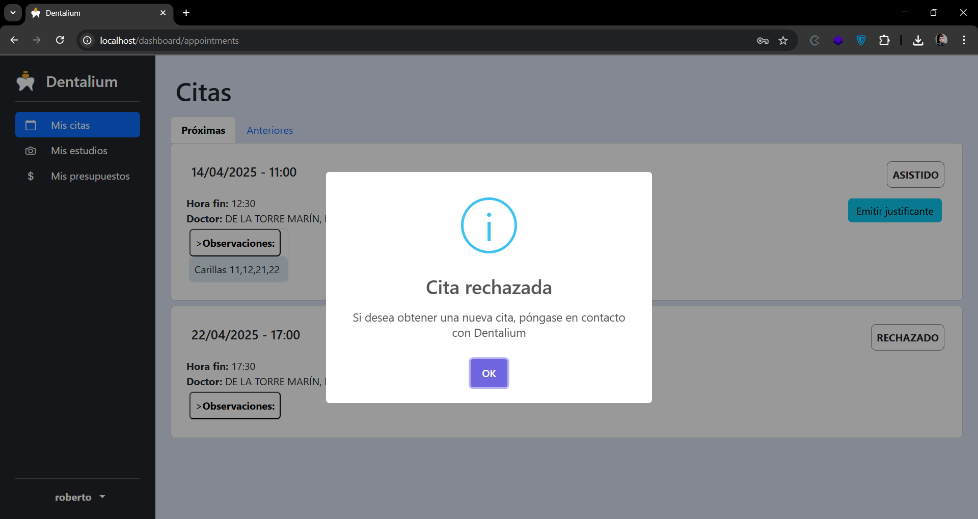 Dentalium
localhost/dashboard/appointments
Dentalium
Mis citas
Mis estudios
$ Mis presupuestos
roberto
Citas
Próximas
Anteriores
14/04/2025 - 11:00
ASISTIDO
Hora fin: 12:30
Emitir justificante
Doctor: DE LA TORRE MARÍN,
>Observaciones:
Carillas 11,12,21,22
22/04/2025 - 17:00
RECHAZADO
Hora fin: 17:30
Doctor: DE LA TORRE MARÍN,
>Observaciones:
i
Cita rechazada
Si desea obtener una nueva cita, póngase en contacto
con Dentalium
OK